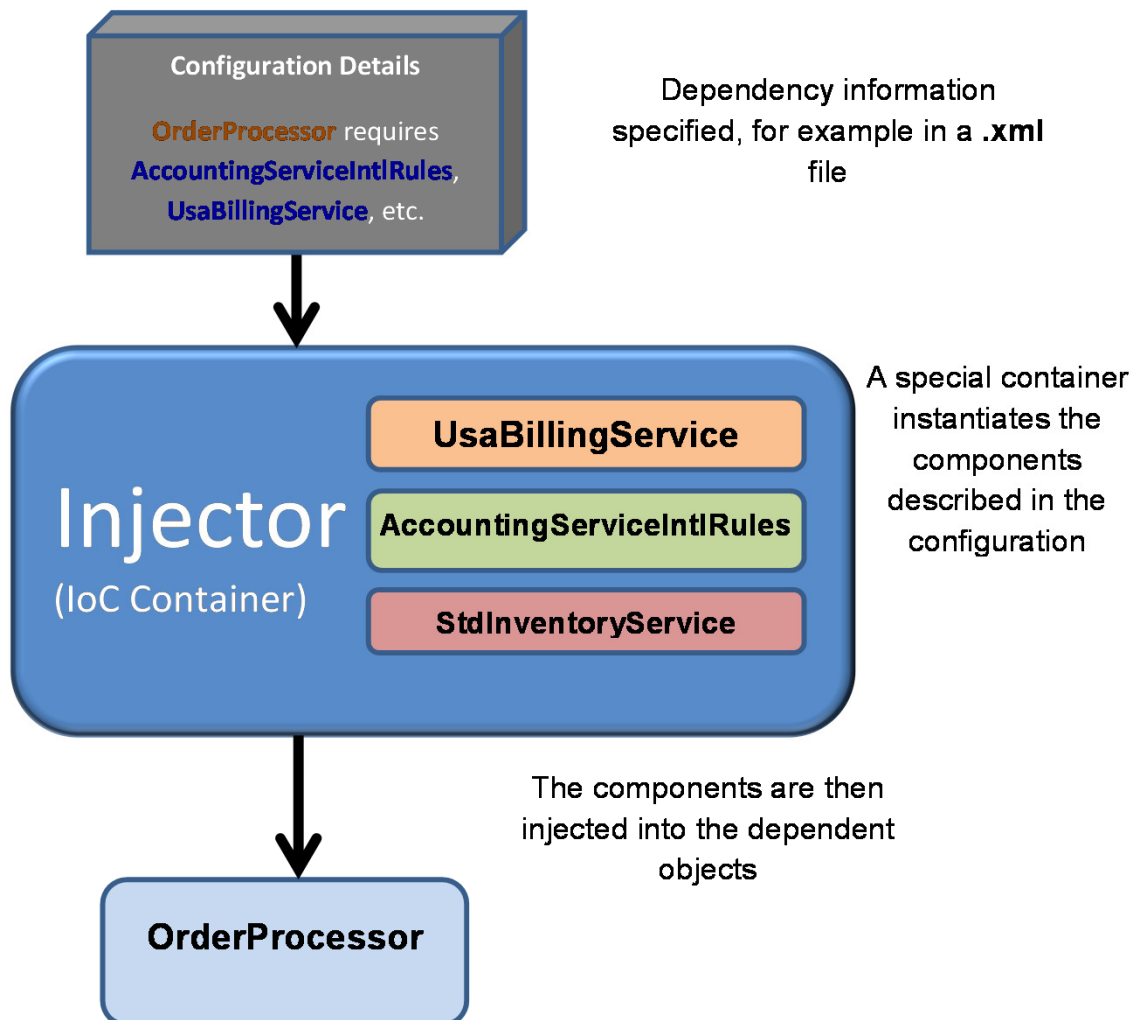 Configuration Details
OrderProcessor requires
AccountingServiceIntlRules,
UsaBillingService, etc.
Dependency information
specified, for example in a .xml
file
Injector
(IoC Container)
UsaBillingService
AccountingServiceIntlRules
StdInventoryService
A special container
instantiates the
components
described in the
configuration
The components are then
injected into the dependent
objects
OrderProcessor